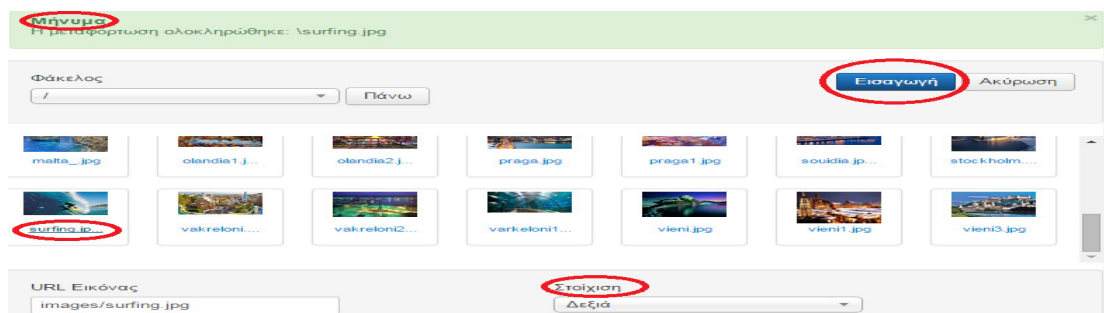 Μήνυμα
Η μεταφόρτωση ολοκληρώθηκε: \surfing.jpg
Φάκελος
/ Πάνω Εισαγωγή Ακύρωση
malta_.jpg olandia1.j... olandia2.j... praga.jpg praga1.jpg souidia.jp... stockholm....
surfing.jp... vakreloni.... vakreloni2... varkeloni1... vieni.jpg vieni1.jpg vieni3.jpg
URL Εικόνας Στοίχιση
images/surfing.jpg Δεξιά